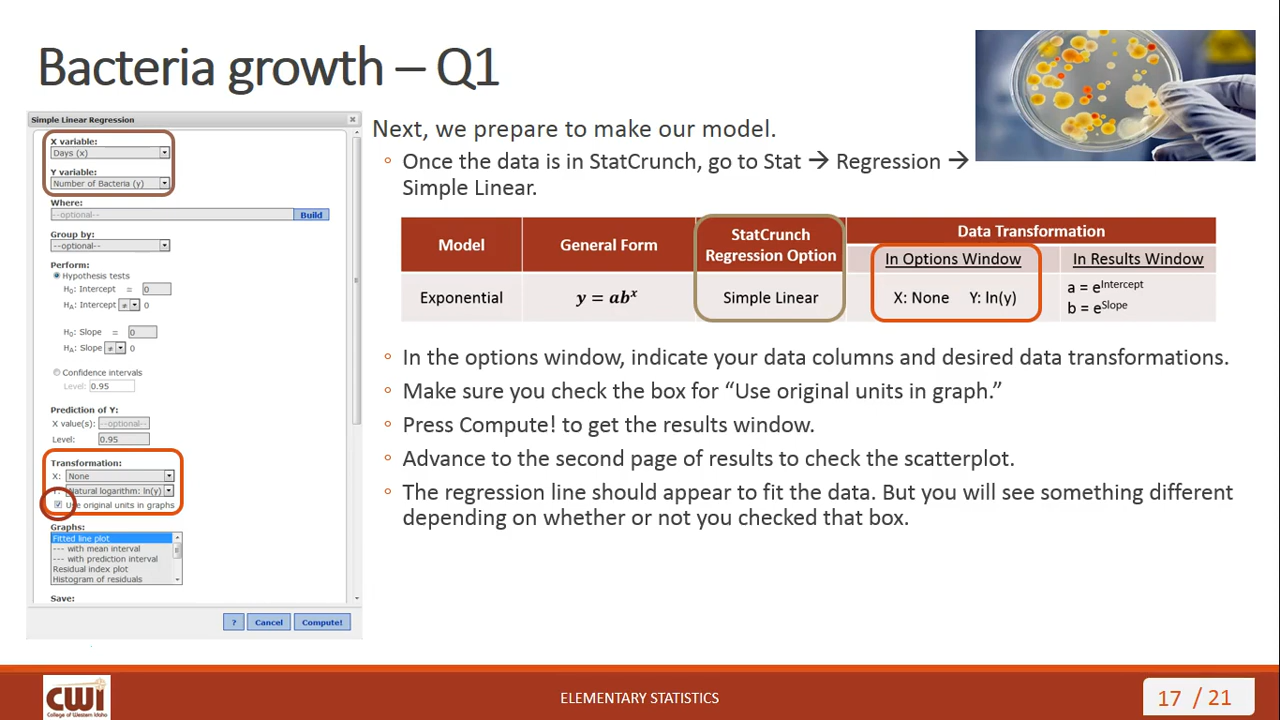 Bacteria growth – Q1
Simple Linear Regression
X variable:
Days (x)
Y variable:
Number of Bacteria (y)
Where:
--optional--
Build
Group by:
--optional--
Perform:
Hypothesis tests
H₀: Intercept = 0
Hₐ: Intercept ≠ 0
H₀: Slope = 0
Hₐ: Slope ≠ 0
Confidence intervals
Level: 0.95
Prediction of Y:
X value(s): --optional--
Level: 0.95
Transformation:
X: None
Y: Natural logarithm: ln(y)
Use original units in graphs
Graphs:
Fitted line plot
--- with mean interval
--- with prediction interval
Residual index plot
Histogram of residuals
Save:
? Cancel Compute!
Next, we prepare to make our model.
◦ Once the data is in StatCrunch, go to Stat → Regression →
Simple Linear.
Model
General Form
StatCrunch
Regression Option
Data Transformation
In Options Window
In Results Window
Exponential
y = abˣ
Simple Linear
X: None Y: ln(y)
a = e^Intercept
b = e^Slope
◦ In the options window, indicate your data columns and desired data transformations.
◦ Make sure you check the box for “Use original units in graph.”
◦ Press Compute! to get the results window.
◦ Advance to the second page of results to check the scatterplot.
◦ The regression line should appear to fit the data. But you will see something different
depending on whether or not you checked that box.
CWI
College of Western Idaho
ELEMENTARY STATISTICS
17 / 21